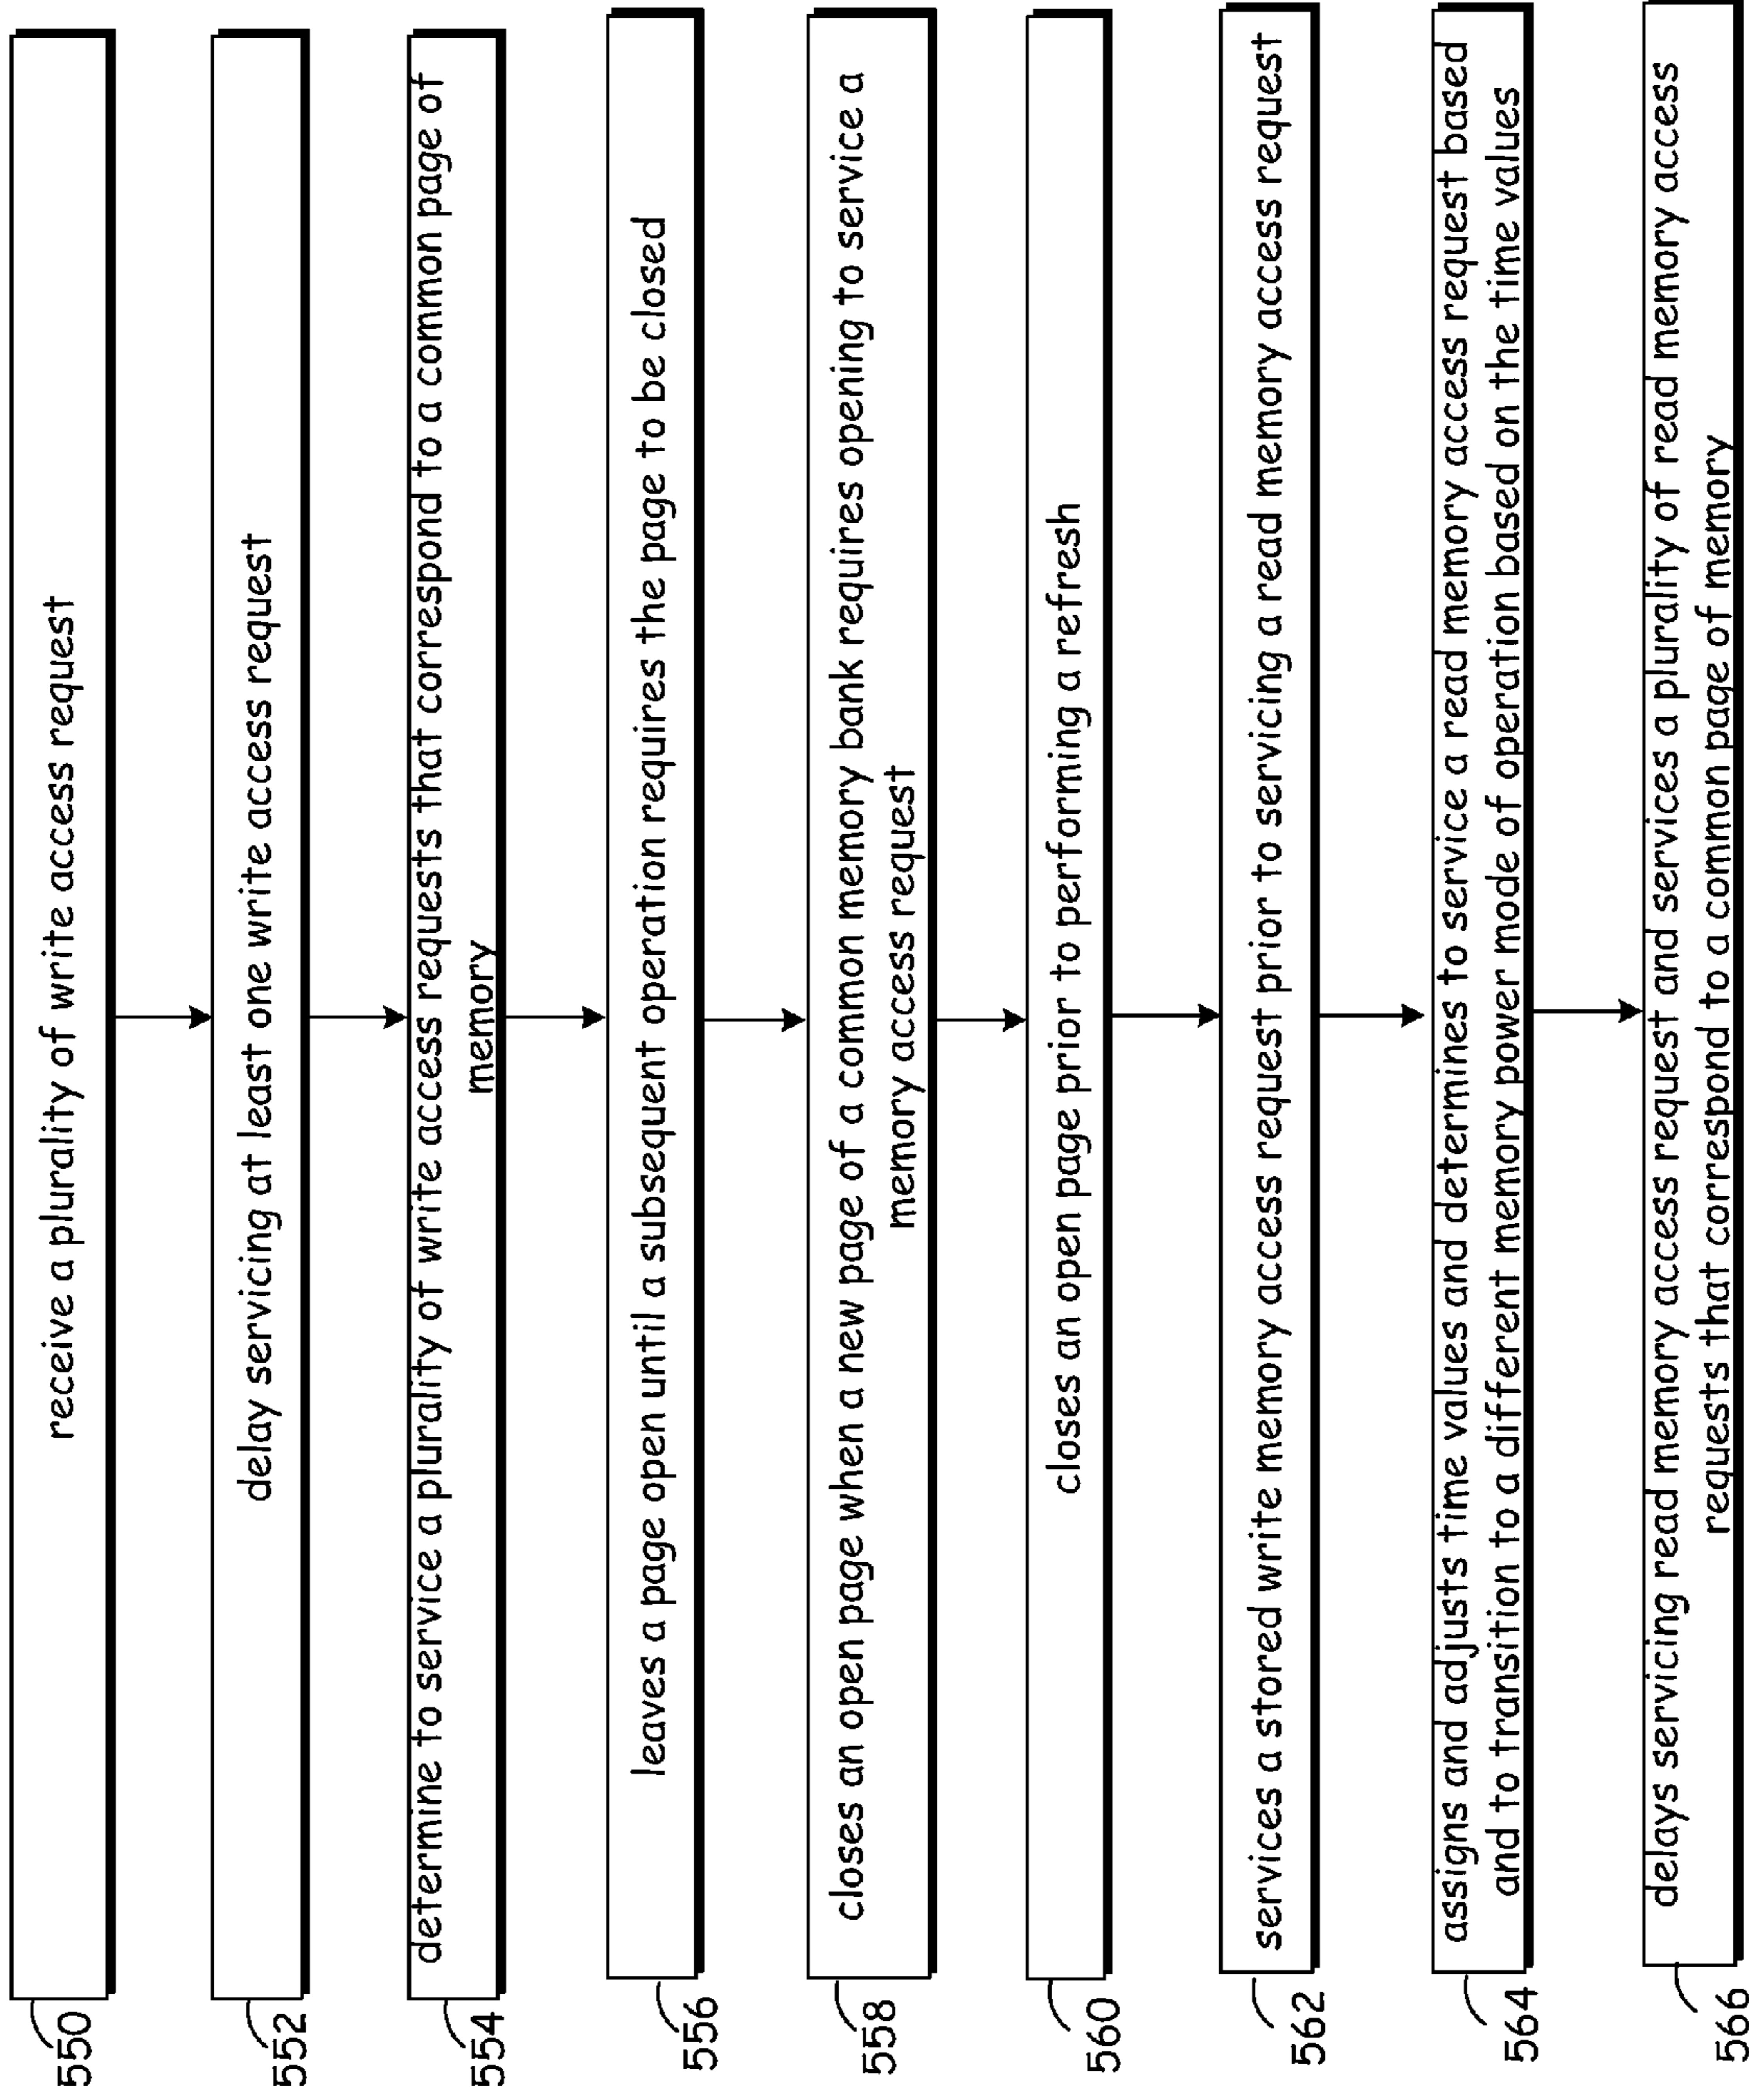 receive a plurality of write access request
550
delay servicing at least one write access request
552
determine to service a plurality of write access requests that correspond to a common page of
memory
554
leaves a page open until a subsequent operation requires the page to be closed
556
closes an open page when a new page of a common memory bank requires opening to service a
memory access request
558
closes an open page prior to performing a refresh
560
services a stored write memory access request prior to servicing a read memory access request
562
assigns and adjusts time values and determines to service a read memory access request based
and to transition to a different memory power mode of operation based on the time values
564
delays servicing read memory access request and services a plurality of read memory access
requests that correspond to a common page of memory
566